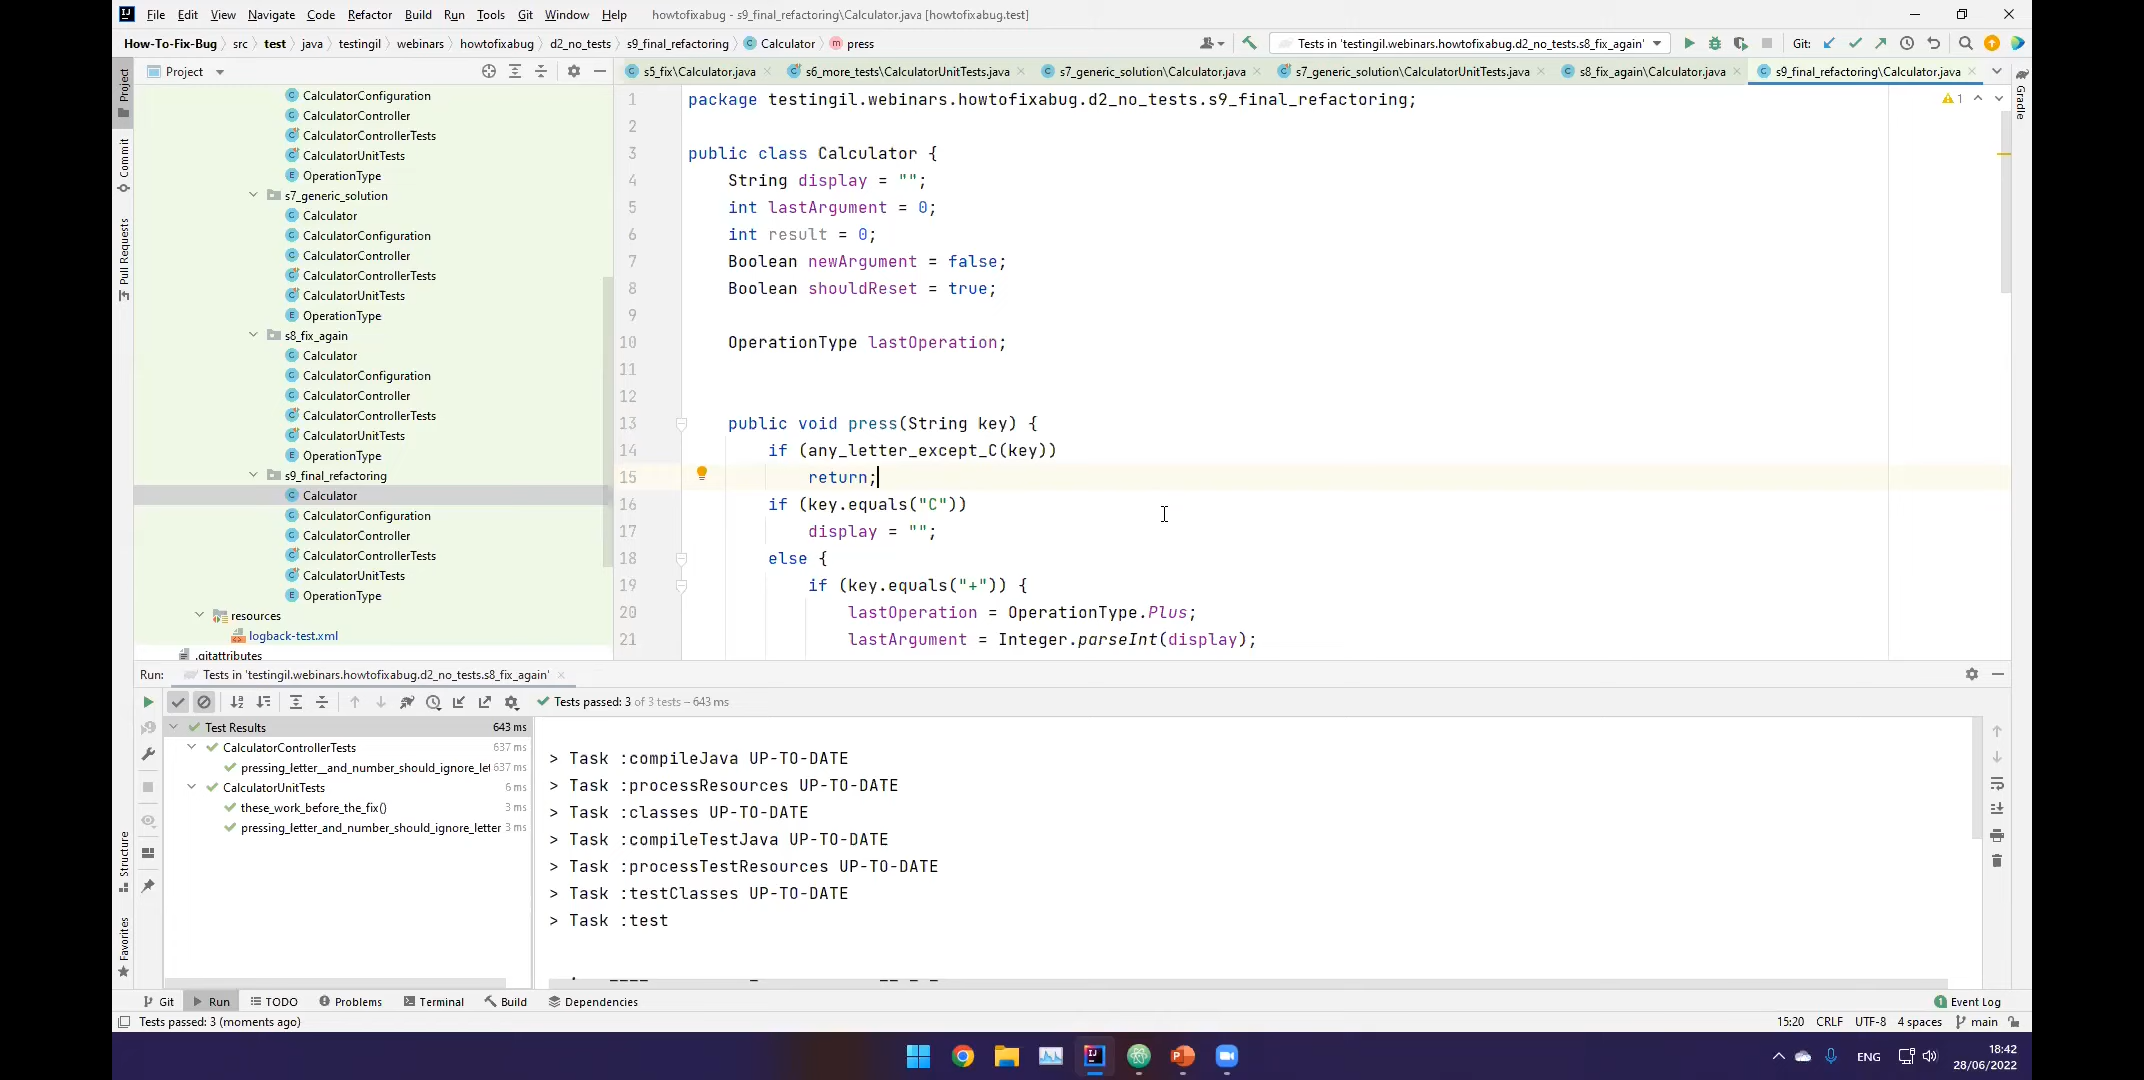 File Edit View Navigate Code Refactor Build Run Tools Git Window Help howtofixabug - s9_final_refactoring\Calculator.java [howtofixabug.test]
How-To-Fix-Bug src test java testingil webinars howtofixabug d2_no_tests s9_final_refactoring Calculator press Tests in 'testingil.webinars.howtofixabug.d2_no_tests.s8_fix_again' Git:
Project
s5_fix\Calculator.java s6_more_tests\CalculatorUnitTests.java s7_generic_solution\Calculator.java s7_generic_solution\CalculatorUnitTests.java s8_fix_again\Calculator.java s9_final_refactoring\Calculator.java
Project
Commit
Pull Requests
Structure
Favorites
Gradle
CalculatorConfiguration
CalculatorController
CalculatorControllerTests
CalculatorUnitTests
OperationType
s7_generic_solution
Calculator
CalculatorConfiguration
CalculatorController
CalculatorControllerTests
CalculatorUnitTests
OperationType
s8_fix_again
Calculator
CalculatorConfiguration
CalculatorController
CalculatorControllerTests
CalculatorUnitTests
OperationType
s9_final_refactoring
Calculator
CalculatorConfiguration
CalculatorController
CalculatorControllerTests
CalculatorUnitTests
OperationType
resources
logback-test.xml
.gitattributes
1 package testingil.webinars.howtofixabug.d2_no_tests.s9_final_refactoring; 1
2
3 public class Calculator {
4 String display = "";
5 int lastArgument = 0;
6 int result = 0;
7 Boolean newArgument = false;
8 Boolean shouldReset = true;
9
10 OperationType lastOperation;
11
12
13 public void press(String key) {
14 if (any_letter_except_C(key))
15 return;
16 if (key.equals("C"))
17 display = "";
18 else {
19 if (key.equals("+")) {
20 lastOperation = OperationType.Plus;
21 lastArgument = Integer.parseInt(display);
Run: Tests in 'testingil.webinars.howtofixabug.d2_no_tests.s8_fix_again'
Tests passed: 3 of 3 tests – 643 ms
Test Results 643 ms
CalculatorControllerTests 637 ms
pressing_letter__and_number_should_ignore_let 637 ms
CalculatorUnitTests 6 ms
these_work_before_the_fix() 3 ms
pressing_letter_and_number_should_ignore_letter 3 ms
> Task :compileJava UP-TO-DATE
> Task :processResources UP-TO-DATE
> Task :classes UP-TO-DATE
> Task :compileTestJava UP-TO-DATE
> Task :processTestResources UP-TO-DATE
> Task :testClasses UP-TO-DATE
> Task :test
Git Run TODO Problems Terminal Build Dependencies 1 Event Log
Tests passed: 3 (moments ago) 15:20 CRLF UTF-8 4 spaces main
ENG 18:42
28/06/2022